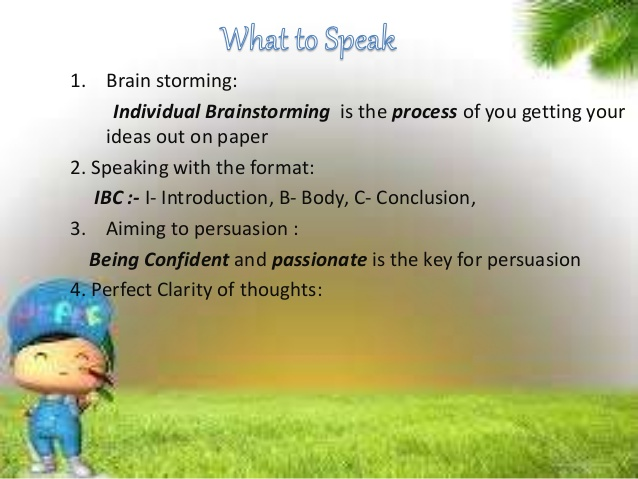 What to Speak
1. Brain storming:
Individual Brainstorming is the process of you getting your
ideas out on paper
2. Speaking with the format:
IBC :- I- Introduction, B- Body, C- Conclusion,
3. Aiming to persuasion :
Being Confident and passionate is the key for persuasion
4. Perfect Clarity of thoughts: